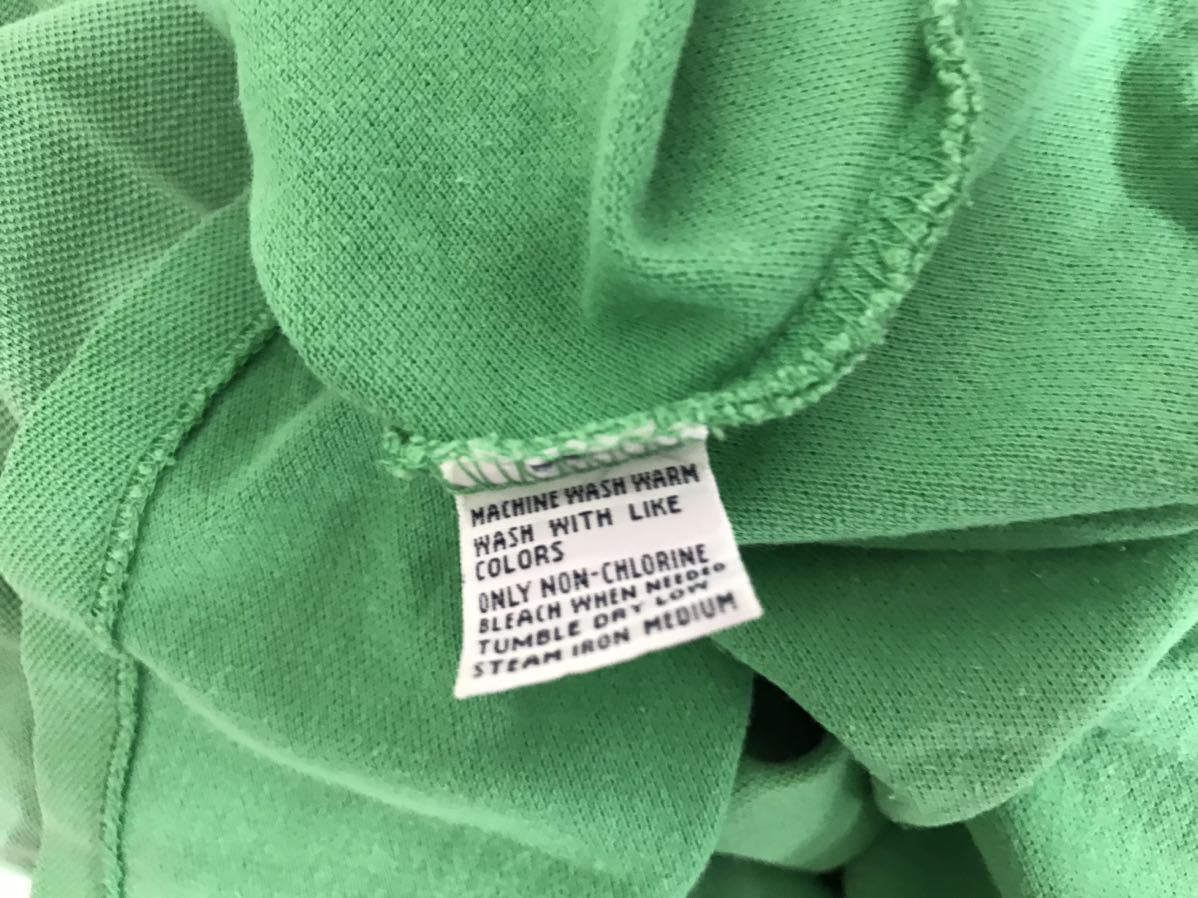 MACHINE WASH WARM
WASH WITH LIKE
COLORS
ONLY NON-CHLORINE
BLEACH WHEN NEEDED
TUMBLE DRY LOW
STEAM IRON MEDIUM